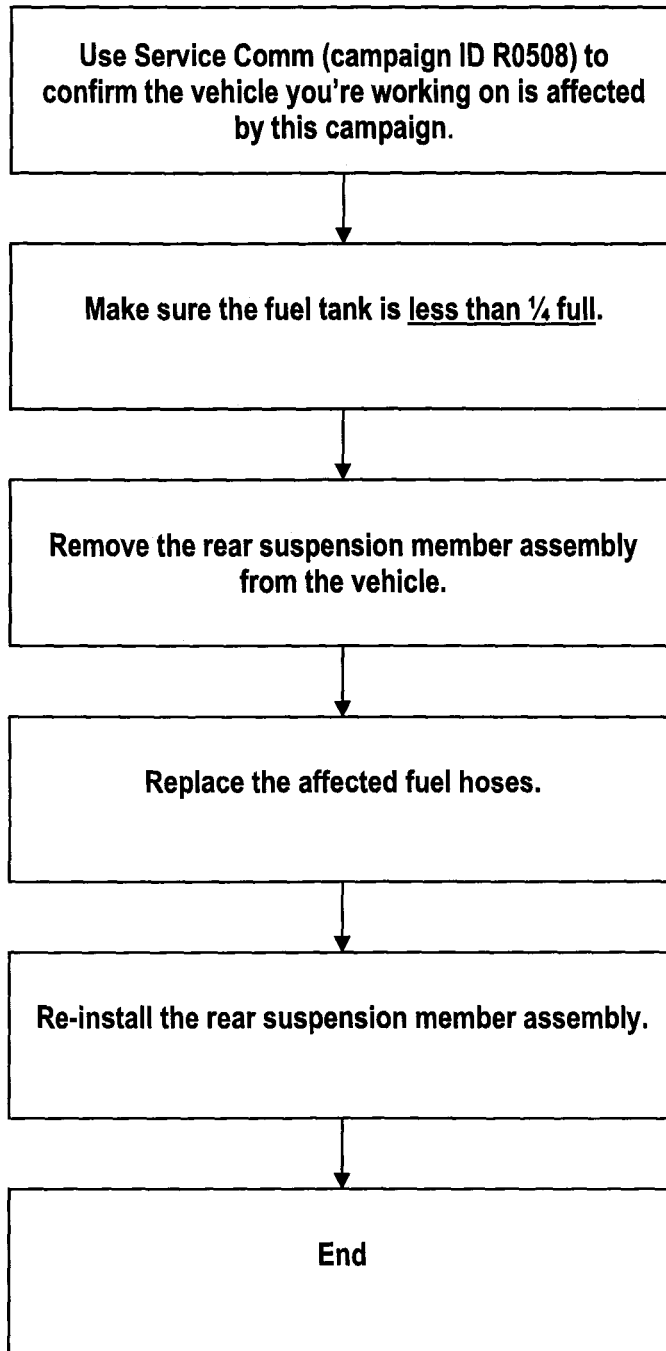 Use Service Comm (campaign ID R0508) to
confirm the vehicle you're working on is affected
by this campaign.
Make sure the fuel tank is less than ¼ full.
Remove the rear suspension member assembly
from the vehicle.
Replace the affected fuel hoses.
Re-install the rear suspension member assembly.
End